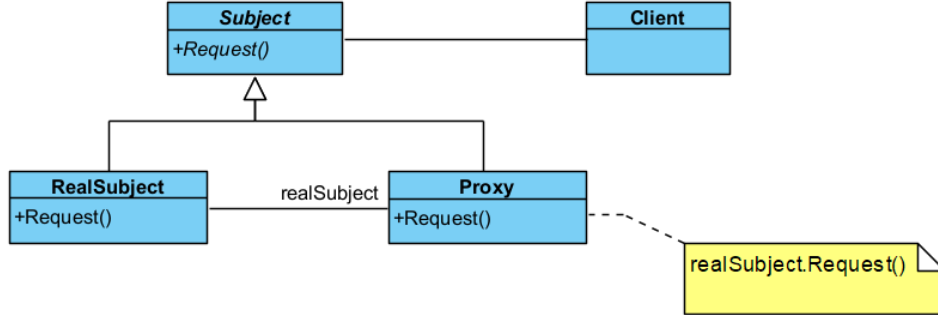 Subject
+Request()
Client
RealSubject
+Request()
realSubject
Proxy
+Request()
realSubject.Request()